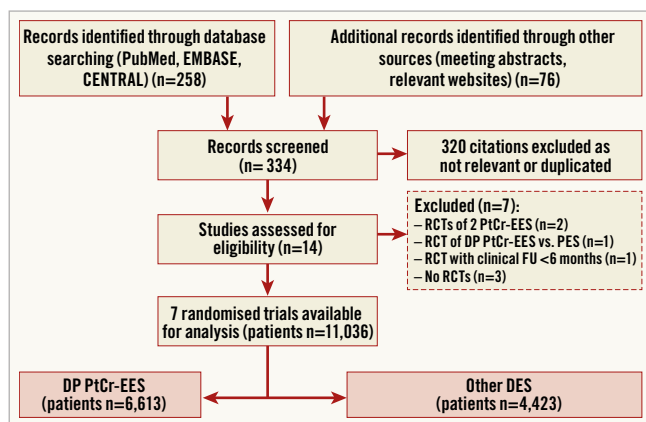 Records identified through database
searching (PubMed, EMBASE,
CENTRAL) (n=258)
Additional records identified through other
sources (meeting abstracts,
relevant websites) (n=76)
Records screened
(n= 334)
320 citations excluded as
not relevant or duplicated
Studies assessed for
eligibility (n=14)
Excluded (n=7):
– RCTs of 2 PtCr-EES (n=2)
– RCT of DP PtCr-EES vs. PES (n=1)
– RCT with clinical FU <6 months (n=1)
– No RCTs (n=3)
7 randomised trials available
for analysis (patients n=11,036)
DP PtCr-EES
(patients n=6,613)
Other DES
(patients n=4,423)